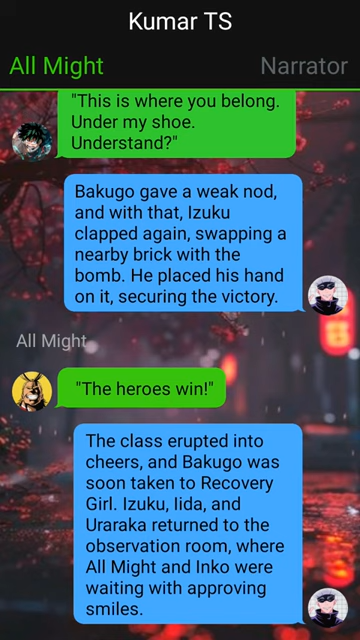 Kumar TS
All Might
Narrator
"This is where you belong.
Under my shoe.
Understand?"
Bakugo gave a weak nod,
and with that, Izuku
clapped again, swapping a
nearby brick with the
bomb. He placed his hand
on it, securing the victory.
All Might
"The heroes win!"
The class erupted into
cheers, and Bakugo was
soon taken to Recovery
Girl. Izuku, Iida, and
Uraraka returned to the
observation room, where
All Might and Inko were
waiting with approving
smiles.